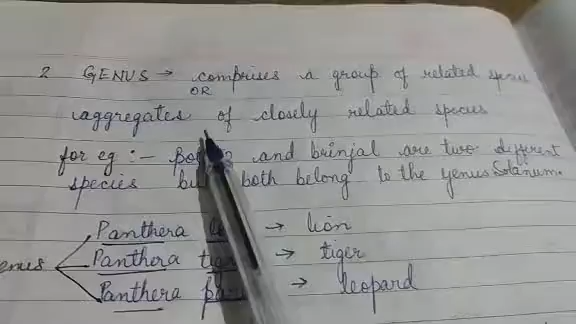 2 GENUS → comprises a group of related
OR
aggregates of closely related species
for eg :- and brinjal are two different
species both belong to the genus Solanum.
Panthera → lion
Panthera → tiger
Panthera → leopard